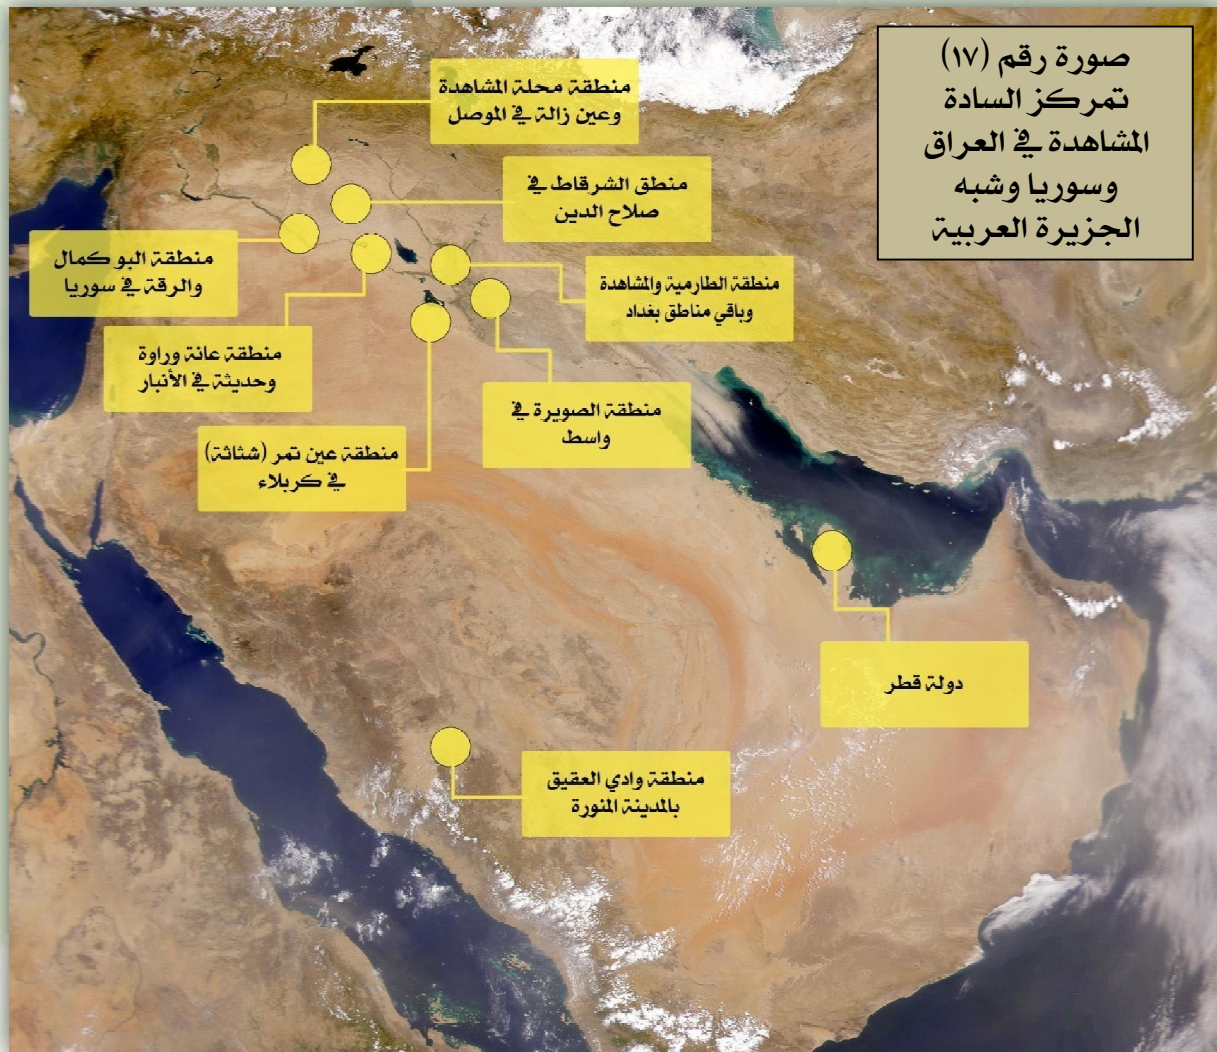 صورة رقم (١٧)
تمركز السادة
المشاهدة في العراق
وسوريا وشبه
الجزيرة العربية
منطقة محلة المشاهدة
وعين زالة في الموصل
منطق الشرقاط في
صلاح الدين
منطقة البو كمال
والرقة في سوريا
منطقة الطارمية والمشاهدة
وباقي مناطق بغداد
منطقة عانة وراوة
وحديثة في الأنبار
منطقة الصويرة في
واسط
منطقة عين تمر (شثاثة)
في كربلاء
دولة قطر
منطقة وادي العقيق
بالمدينة المنورة